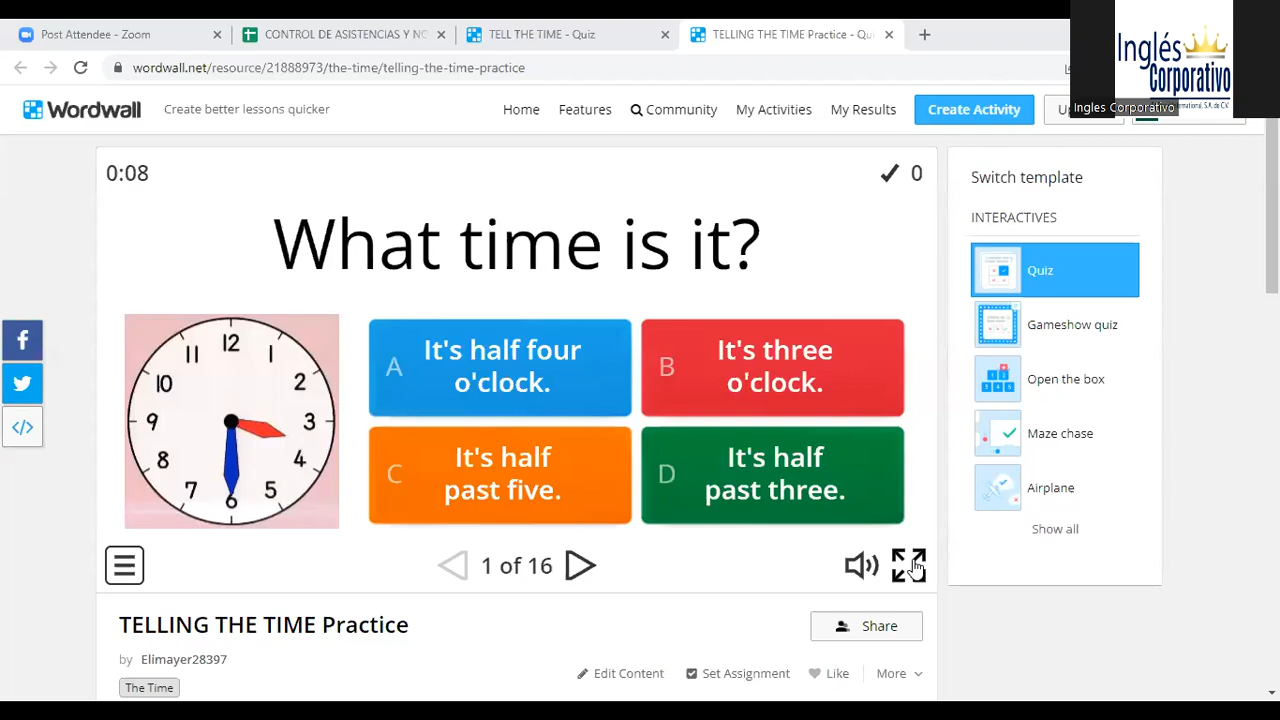 Post Attendee - Zoom
CONTROL DE ASISTENCIAS Y NO
TELL THE TIME - Quiz
TELLING THE TIME Practice - Qu
wordwall.net/resource/21888973/the-time/telling-the-time-practice
Inglés
Corporativo
Ingles Corporativo
Wordwall
Create better lessons quicker
Home
Features
Community
My Activities
My Results
Create Activity
0:08
0
What time is it?
12
1
2
3
4
5
6
7
8
9
10
11
A
It's half four
o'clock.
B
It's three
o'clock.
C
It's half
past five.
D
It's half
past three.
1 of 16
Switch template
INTERACTIVES
Quiz
Gameshow quiz
Open the box
Maze chase
Airplane
Show all
TELLING THE TIME Practice
Share
by Elimayer28397
Edit Content
Set Assignment
Like
More
The Time